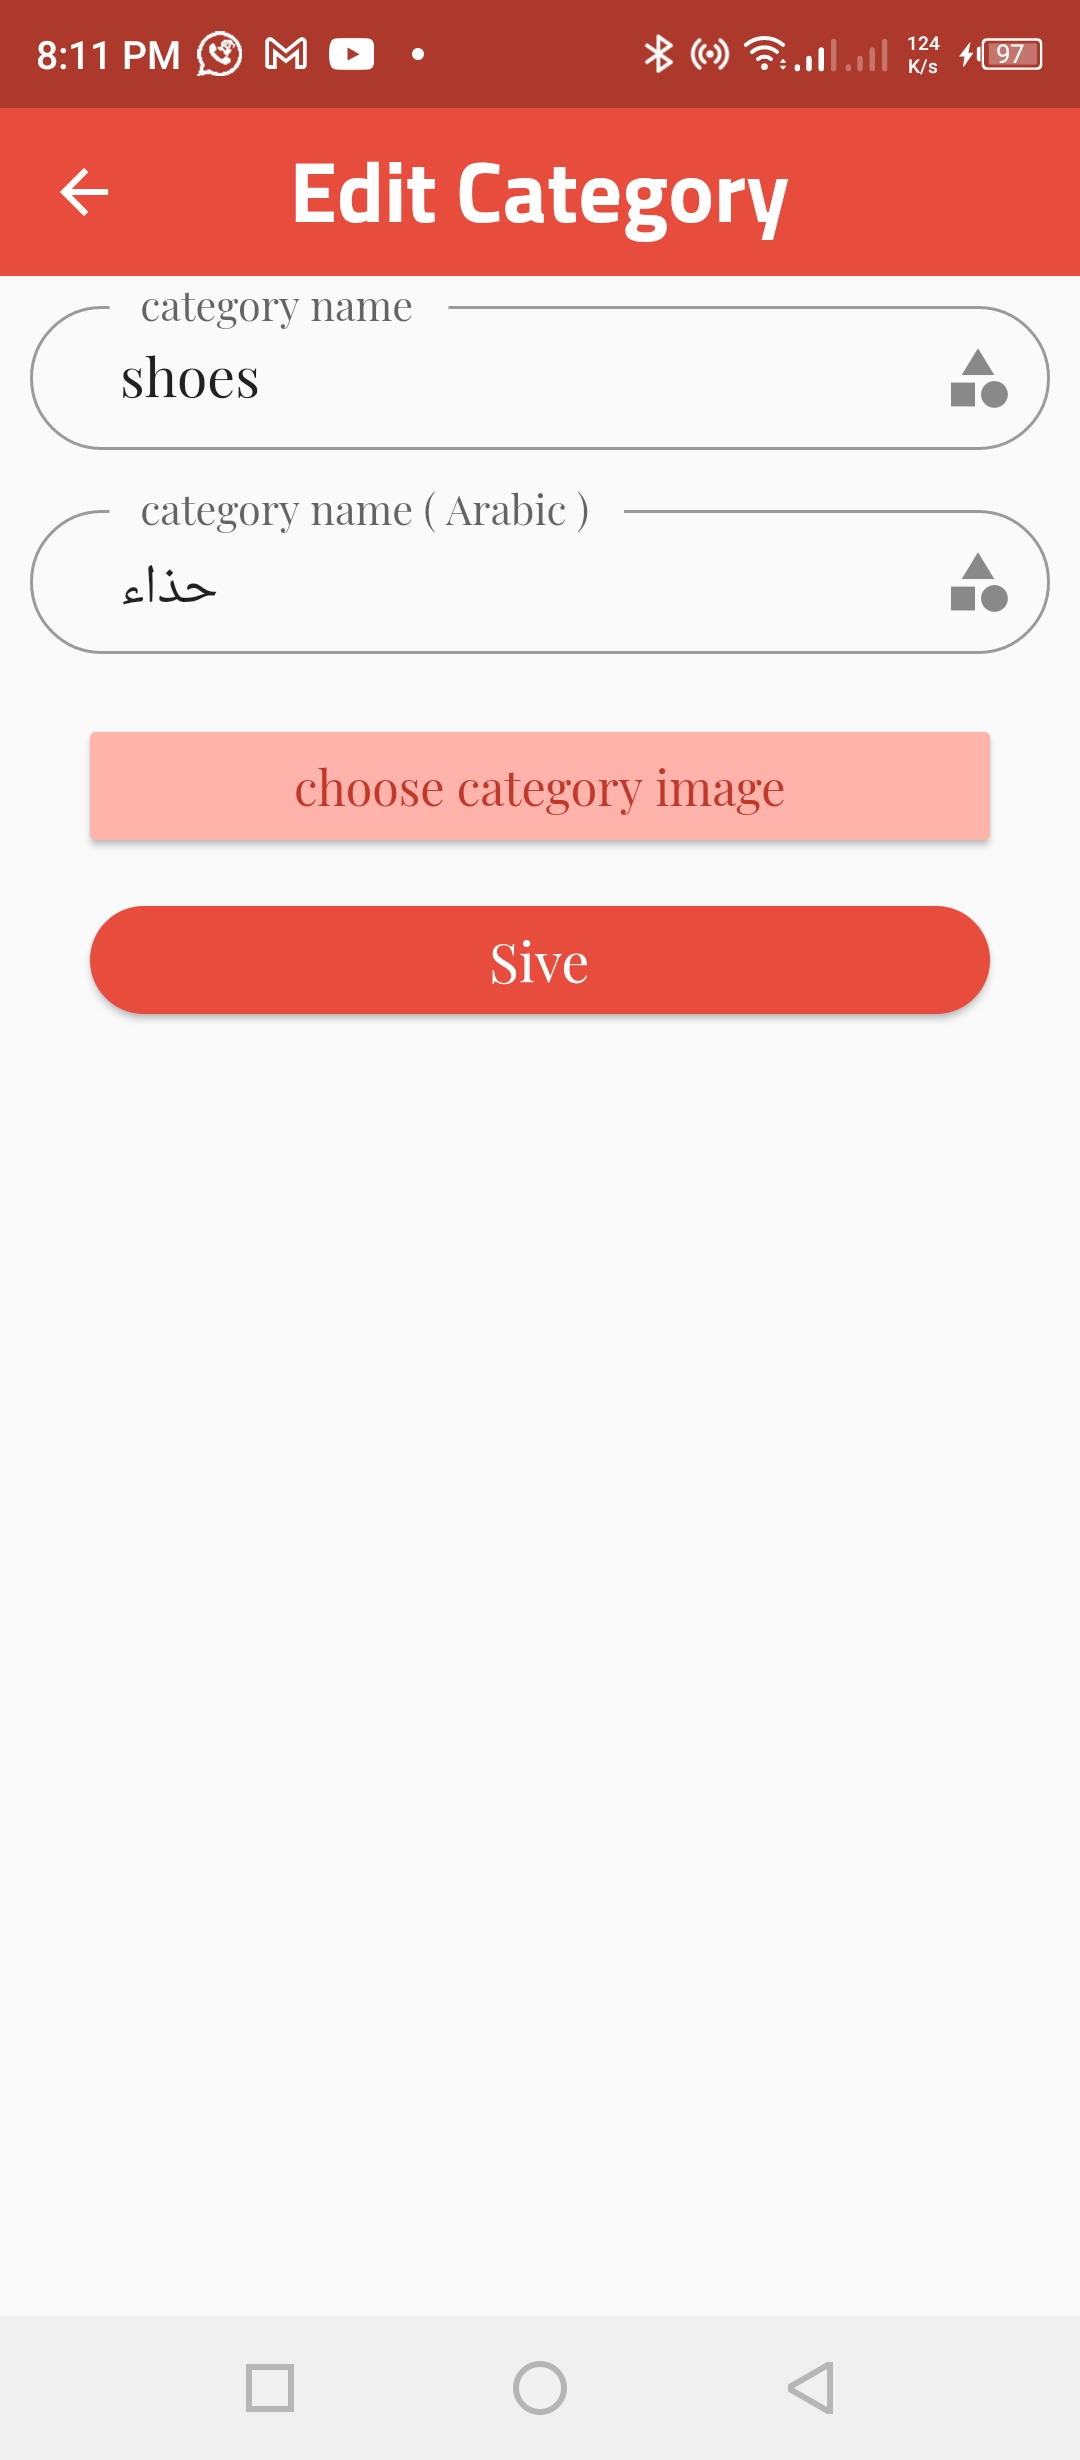 8:11 PM
124
K/s
97
Edit Category
category name
shoes
category name ( Arabic )
حذاء
choose category image
Sive